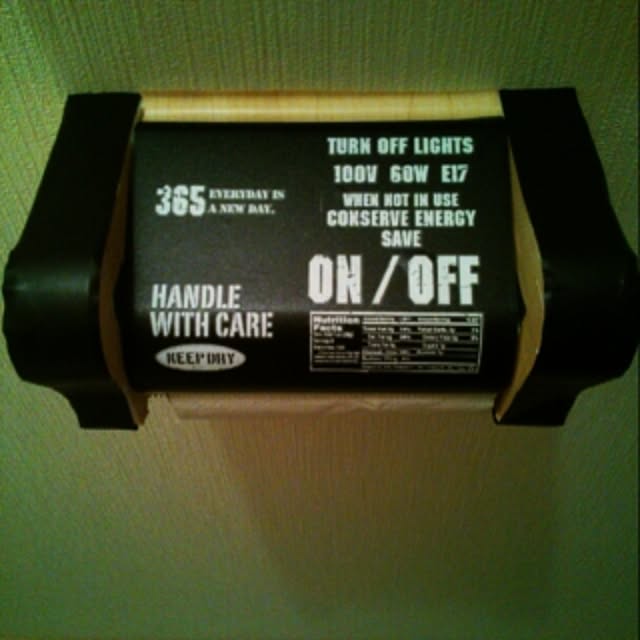 365 EVERYDAY IS
A NEW DAY.
HANDLE
WITH CARE
KEEP DRY
TURN OFF LIGHTS
100V 60W E17
WHEN NOT IN USE
CONSERVE ENERGY
SAVE
ON / OFF
Nutrition
Facts